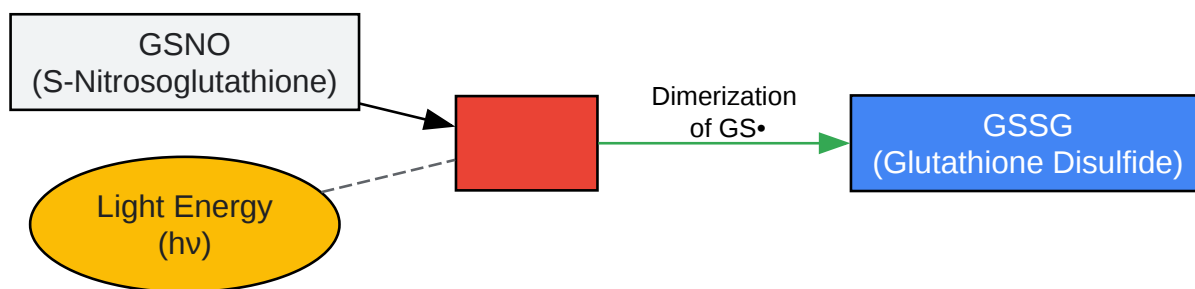 GSNO
(S-Nitrosoglutathione)
Light Energy
(hν)
Dimerization
of GS•
GSSG
(Glutathione Disulfide)